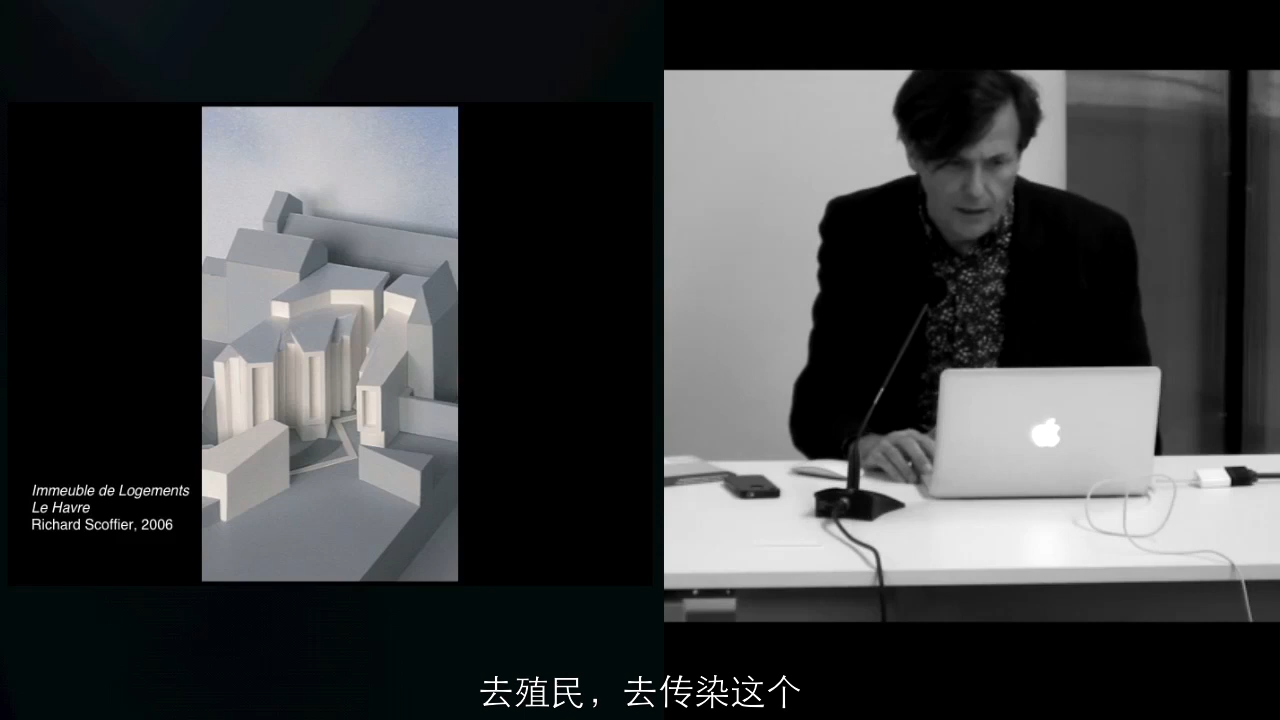 Immeuble de Logements
Le Havre
Richard Scoffier, 2006
去殖民，去传染这个